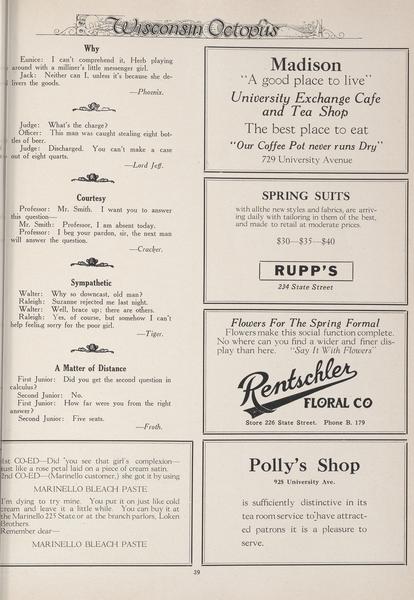 Wisconsin Octopus
Why
Eunice: I can't comprehend it, Herb playing
around with a milliner's little messenger girl.
Jack: Neither can I, unless it's because she de-
livers the goods.
—Phoenix.
Judge: What's the charge?
Officer: This man was caught stealing eight bot-
tles of beer.
Judge: Discharged. You can't make a case
out of eight quarts.
—Lord Jeff.
Courtesy
Professor: Mr. Smith. I want you to answer
this question—
Mr. Smith: Professor, I am absent today.
Professor: I beg your pardon, sir, the next man
will answer the question.
—Cracker.
Sympathetic
Walter: Why so downcast, old man?
Raleigh: Suzanne rejected me last night.
Walter: Well, brace up; there are others.
Raleigh: Yes, of course, but somehow I can't
help feeling sorry for the poor girl.
—Tiger.
A Matter of Distance
First Junior: Did you get the second question in
calculus?
Second Junior: No.
First Junior: How far were you from the right
answer?
Second Junior: Five seats.
—Froth.
1st CO-ED—Did you see that girl's complexion—
just like a rose petal laid on a piece of cream satin.
2nd CO-ED—(Marinello customer,) she got it by using
MARINELLO BLEACH PASTE
I'm dying to try mine. You put it on just like cold
cream and leave it a little while. You can buy it at
the Marinello 225 State or at the branch parlors, Loken
Brothers.
Remember dear—
MARINELLO BLEACH PASTE
Madison
"A good place to live"
University Exchange Cafe
and Tea Shop
The best place to eat
"Our Coffee Pot never runs Dry"
729 University Avenue
SPRING SUITS
with all the new styles and fabrics, are arriv-
ing daily with tailoring in them of the best,
and made to retail at moderate prices.
$30—$35—$40
RUPP'S
234 State Street
Flowers For The Spring Formal
Flowers make this social function complete.
No where can you find a wider and finer dis-
play than here. "Say It With Flowers"
Rentschler
FLORAL CO
Store 226 State Street. Phone B. 179
Polly's Shop
925 University Ave.
is sufficiently distinctive in its
tea room service to have attract-
ed patrons it is a pleasure to
serve.
39